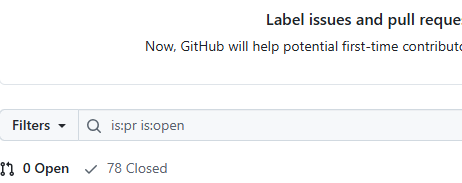 Label issues and pull reque
Now, GitHub will help potential first-time contributo
Filters is:pr is:open
0 Open 78 Closed